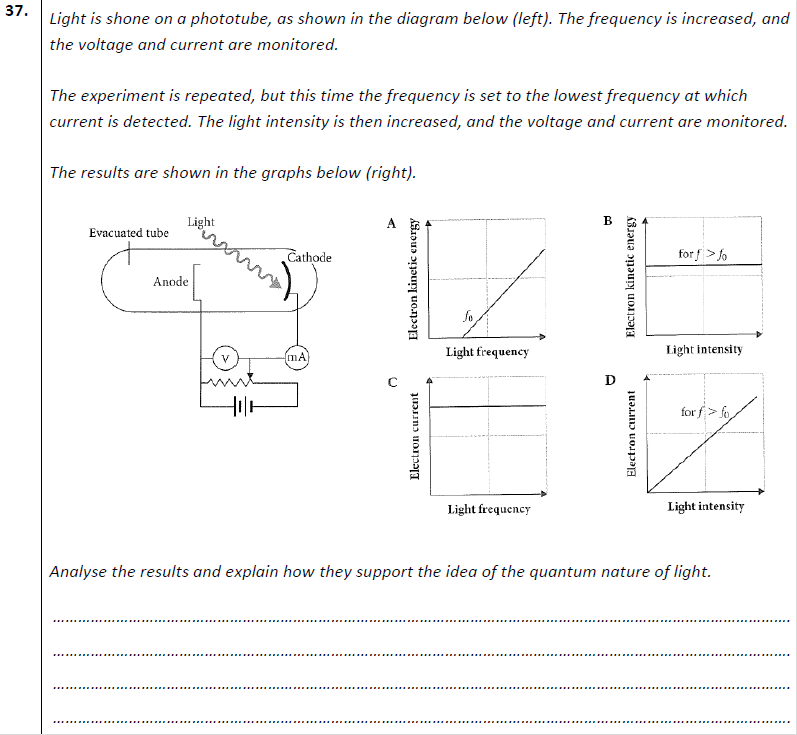 37.
Light is shone on a phototube, as shown in the diagram below (left). The frequency is increased, and
the voltage and current are monitored.
The experiment is repeated, but this time the frequency is set to the lowest frequency at which
current is detected. The light intensity is then increased, and the voltage and current are monitored.
The results are shown in the graphs below (right).
Light
Evacuated tube
Cathode
Anode
V
mA
A
Electron kinetic energy
f₀
Light frequency
B
Electron kinetic energy
for f > f₀
Light intensity
C
Electron current
Light frequency
D
Electron current
for f > f₀
Light intensity
Analyse the results and explain how they support the idea of the quantum nature of light.